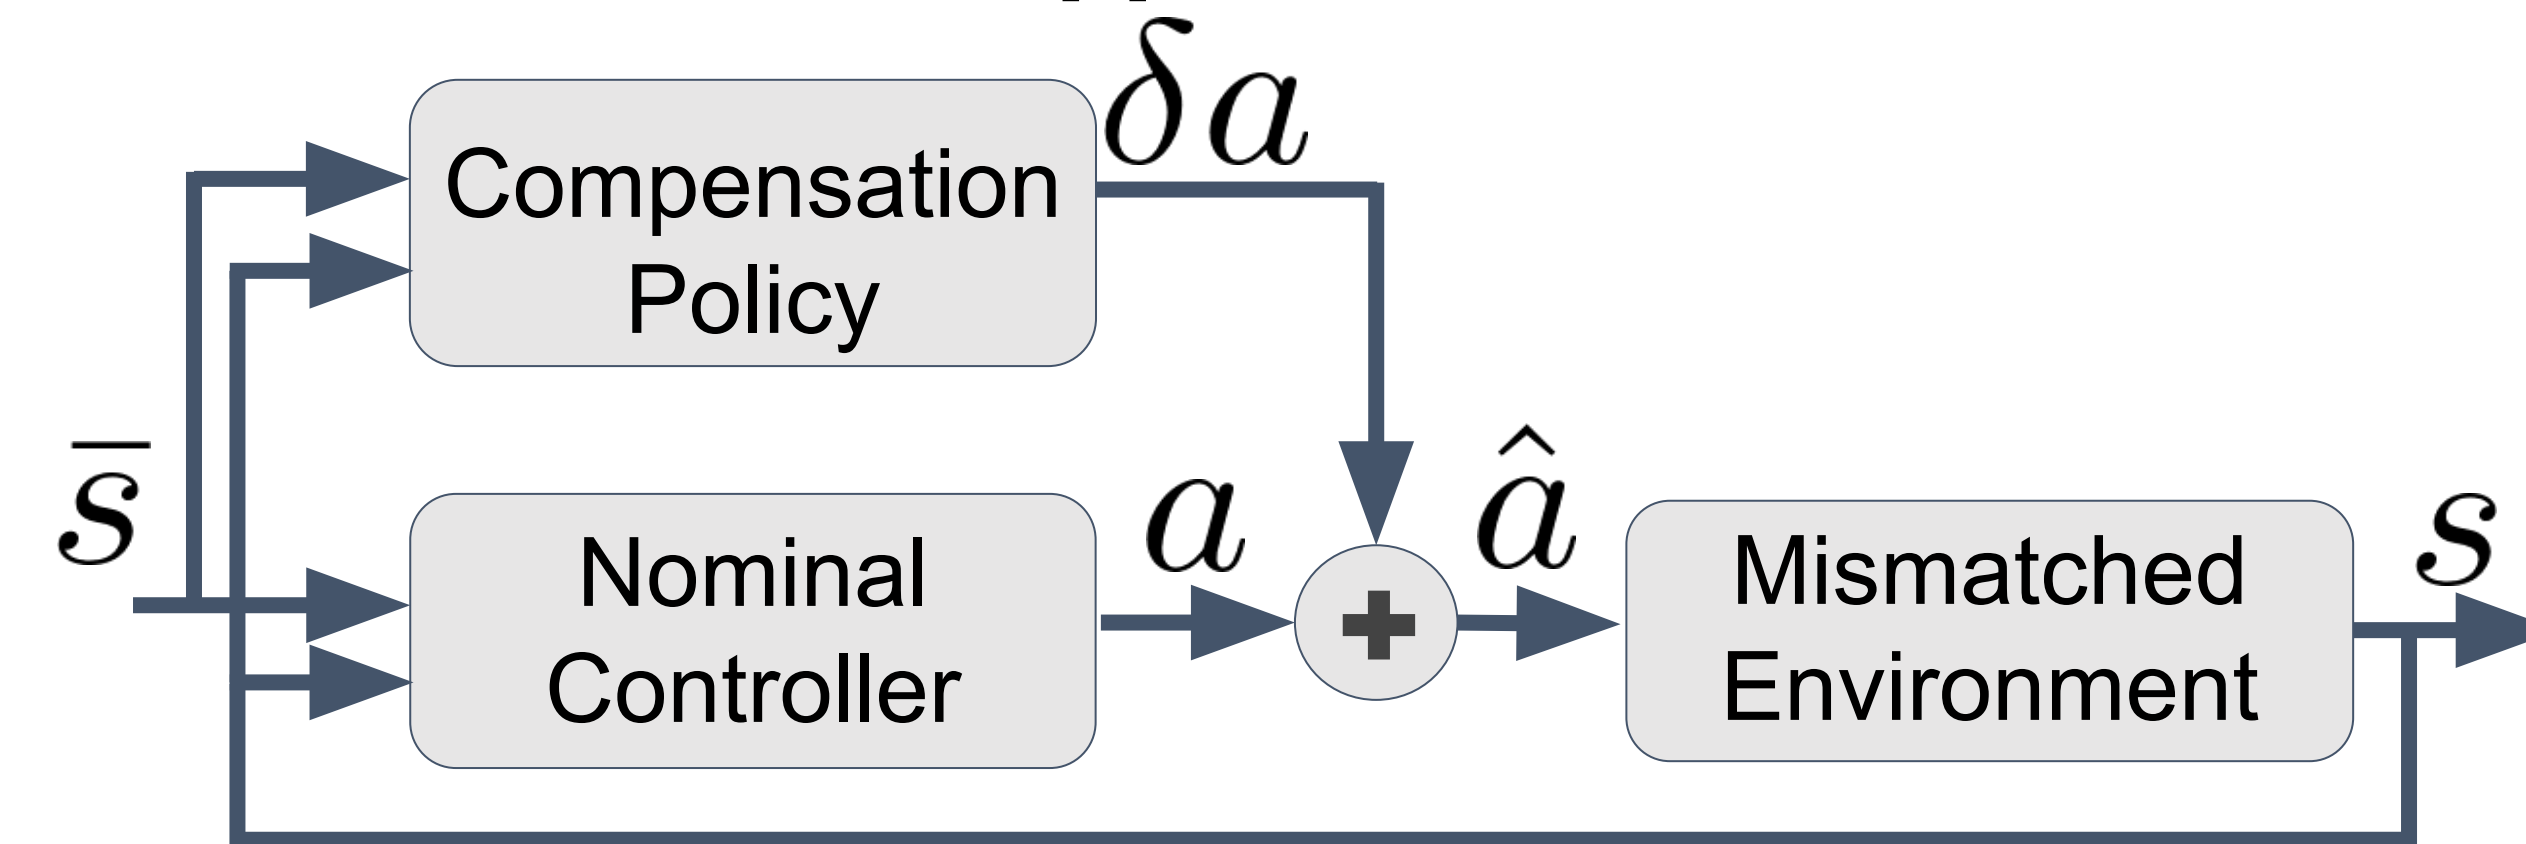 δa
Compensation
Policy
s̅
a
â
s
Nominal
Controller
Mismatched
Environment